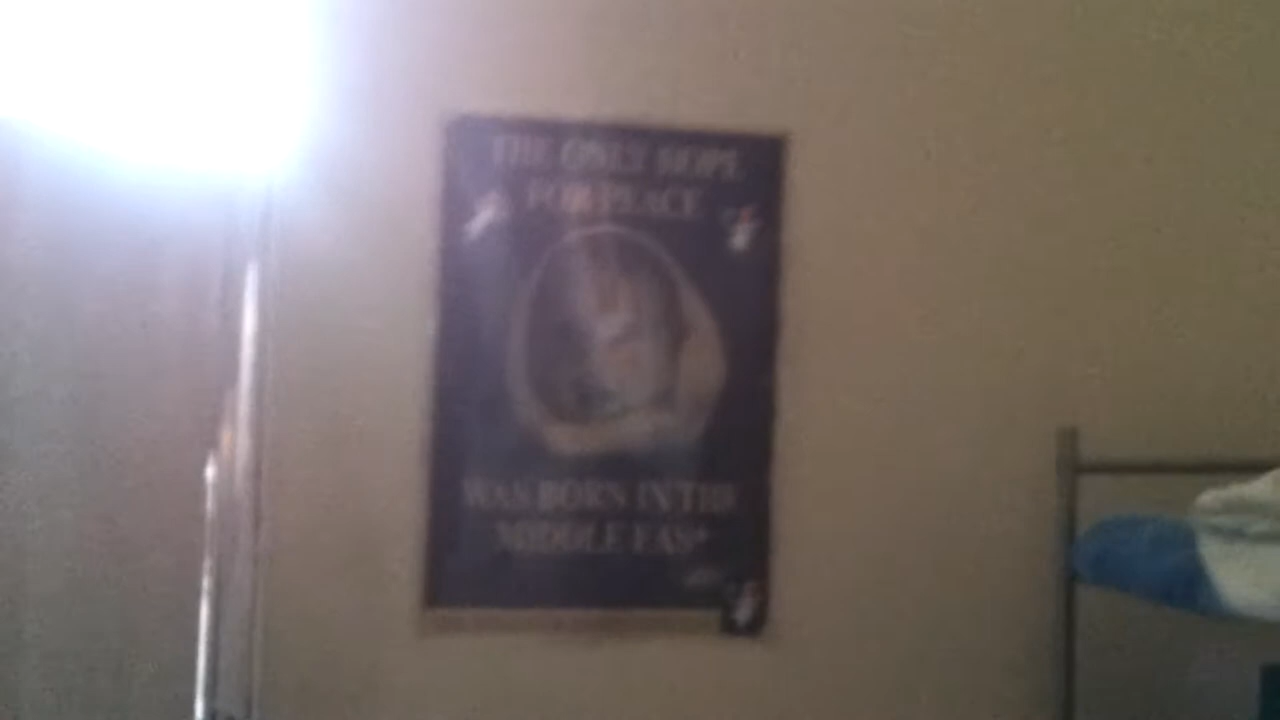 THE ONLY HOPE
FOR PEACE
WAS BORN IN THE
MIDDLE EAST